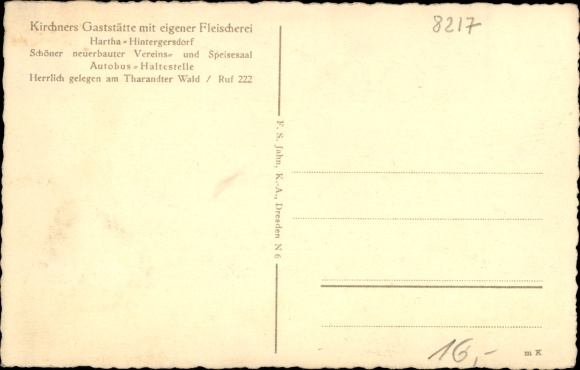 Kirchners Gaststätte mit eigener Fleischerei
Hartha - Hintergersdorf
Schöner neuerbauter Vereins- und Speisesaal
Autobus - Haltestelle
Herrlich gelegen am Tharandter Wald / Ruf 222
F. S. Jahn, K.-A., Dresden N 6
8217
16,-
m K